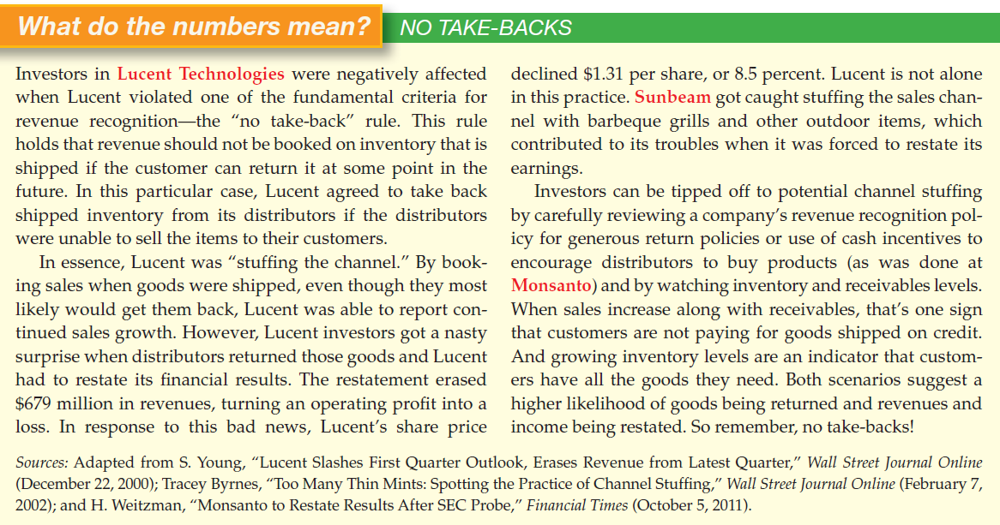 What do the numbers mean? NO TAKE-BACKS
Investors in Lucent Technologies were negatively affected
when Lucent violated one of the fundamental criteria for
revenue recognition—the “no take-back” rule. This rule
holds that revenue should not be booked on inventory that is
shipped if the customer can return it at some point in the
future. In this particular case, Lucent agreed to take back
shipped inventory from its distributors if the distributors
were unable to sell the items to their customers.
In essence, Lucent was “stuffing the channel.” By book-
ing sales when goods were shipped, even though they most
likely would get them back, Lucent was able to report con-
tinued sales growth. However, Lucent investors got a nasty
surprise when distributors returned those goods and Lucent
had to restate its financial results. The restatement erased
$679 million in revenues, turning an operating profit into a
loss. In response to this bad news, Lucent’s share price
declined $1.31 per share, or 8.5 percent. Lucent is not alone
in this practice. Sunbeam got caught stuffing the sales chan-
nel with barbeque grills and other outdoor items, which
contributed to its troubles when it was forced to restate its
earnings.
Investors can be tipped off to potential channel stuffing
by carefully reviewing a company’s revenue recognition pol-
icy for generous return policies or use of cash incentives to
encourage distributors to buy products (as was done at
Monsanto) and by watching inventory and receivables levels.
When sales increase along with receivables, that’s one sign
that customers are not paying for goods shipped on credit.
And growing inventory levels are an indicator that custom-
ers have all the goods they need. Both scenarios suggest a
higher likelihood of goods being returned and revenues and
income being restated. So remember, no take-backs!
Sources: Adapted from S. Young, “Lucent Slashes First Quarter Outlook, Erases Revenue from Latest Quarter,” Wall Street Journal Online
(December 22, 2000); Tracey Byrnes, “Too Many Thin Mints: Spotting the Practice of Channel Stuffing,” Wall Street Journal Online (February 7,
2002); and H. Weitzman, “Monsanto to Restate Results After SEC Probe,” Financial Times (October 5, 2011).